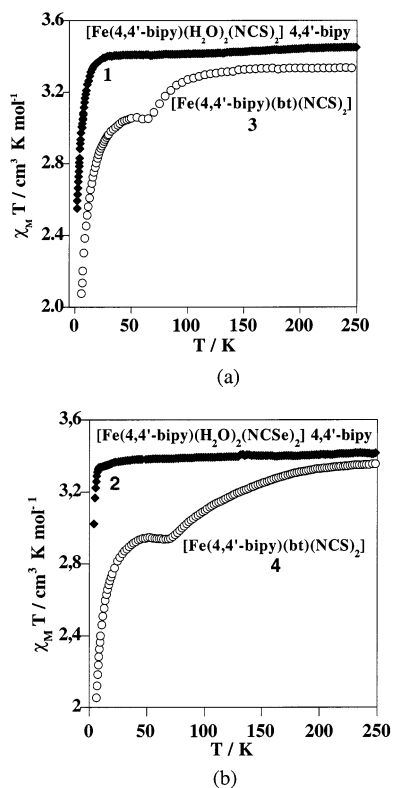 [Fe(4,4'-bipy)(H₂O)₂(NCS)₂] 4,4'-bipy
3.6
1
[Fe(4,4'-bipy)(bt)(NCS)₂]
3
3.2
2.8
2.4
2.0
χ_M T / cm³ K mol⁻¹
0 50 100 150 200 250
T / K
(a)
3,6
[Fe(4,4'-bipy)(H₂O)₂(NCSe)₂] 4,4'-bipy
2
3,2
[Fe(4,4'-bipy)(bt)(NCS)₂]
4
2,8
2,4
2
χ_M T / cm³ K mol⁻¹
0 50 100 150 200 250
T / K
(b)